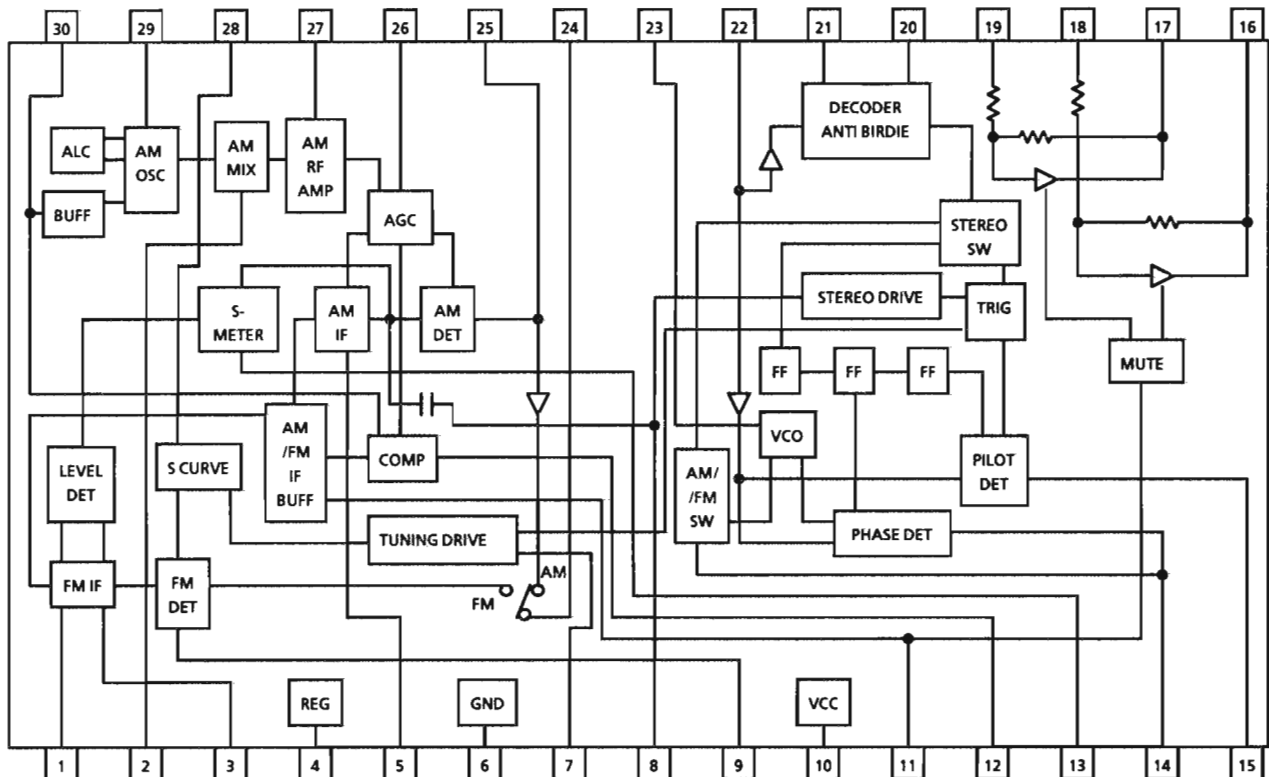 30 29 28 27 26 25 24 23 22 21 20 19 18 17 16
ALC
AM
OSC
AM
MIX
AM
RF
AMP
BUFF
AGC
DECODER
ANTI BIRDIE
STEREO
SW
S-
METER
AM
IF
AM
DET
STEREO DRIVE
TRIG
MUTE
FF
FF
FF
LEVEL
DET
S CURVE
AM
/FM
IF
BUFF
COMP
VCO
AM/
/FM
SW
PILOT
DET
TUNING DRIVE
PHASE DET
FM IF
FM
DET
FM
AM
REG
GND
VCC
1 2 3 4 5 6 7 8 9 10 11 12 13 14 15